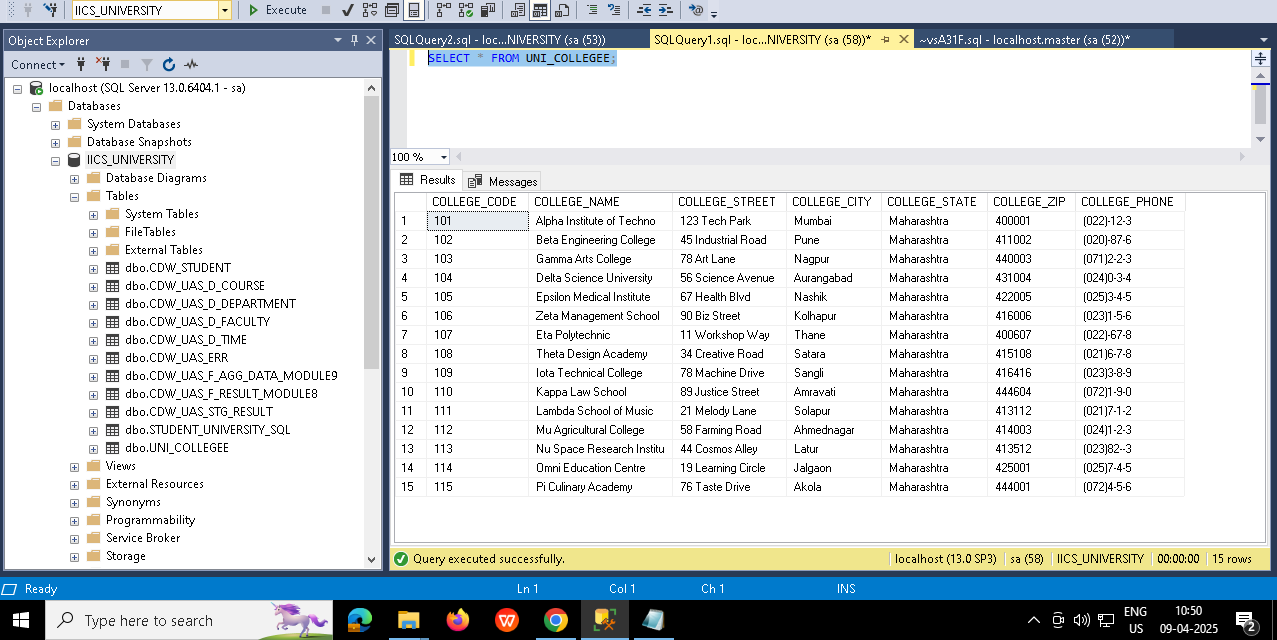 IICS_UNIVERSITY
Execute
Object Explorer
SQLQuery2.sql - loc...NIVERSITY (sa (53))
SQLQuery1.sql - loc...NIVERSITY (sa (58))*
~vsA31F.sql - localhost.master (sa (52))*
Connect
SELECT * FROM UNI_COLLEGEE;
localhost (SQL Server 13.0.6404.1 - sa)
Databases
System Databases
Database Snapshots
IICS_UNIVERSITY
Database Diagrams
Tables
System Tables
FileTables
External Tables
dbo.CDW_STUDENT
dbo.CDW_UAS_D_COURSE
dbo.CDW_UAS_D_DEPARTMENT
dbo.CDW_UAS_D_FACULTY
dbo.CDW_UAS_D_TIME
dbo.CDW_UAS_ERR
dbo.CDW_UAS_F_AGG_DATA_MODULE9
dbo.CDW_UAS_F_RESULT_MODULE8
dbo.CDW_UAS_STG_RESULT
dbo.STUDENT_UNIVERSITY_SQL
dbo.UNI_COLLEGEE
Views
External Resources
Synonyms
Programmability
Service Broker
Storage
100 %
Results Messages
COLLEGE_CODE COLLEGE_NAME COLLEGE_STREET COLLEGE_CITY COLLEGE_STATE COLLEGE_ZIP COLLEGE_PHONE
1 101 Alpha Institute of Techno 123 Tech Park Mumbai Maharashtra 400001 (022)-12-3
2 102 Beta Engineering College 45 Industrial Road Pune Maharashtra 411002 (020)-87-6
3 103 Gamma Arts College 78 Art Lane Nagpur Maharashtra 440003 (071)2-2-3
4 104 Delta Science University 56 Science Avenue Aurangabad Maharashtra 431004 (024)0-3-4
5 105 Epsilon Medical Institute 67 Health Blvd Nashik Maharashtra 422005 (025)3-4-5
6 106 Zeta Management School 90 Biz Street Kolhapur Maharashtra 416006 (023)1-5-6
7 107 Eta Polytechnic 11 Workshop Way Thane Maharashtra 400607 (022)-67-8
8 108 Theta Design Academy 34 Creative Road Satara Maharashtra 415108 (021)6-7-8
9 109 Iota Technical College 78 Machine Drive Sangli Maharashtra 416416 (023)3-8-9
10 110 Kappa Law School 89 Justice Street Amravati Maharashtra 444604 (072)1-9-0
11 111 Lambda School of Music 21 Melody Lane Solapur Maharashtra 413112 (021)7-1-2
12 112 Mu Agricultural College 58 Farming Road Ahmednagar Maharashtra 414003 (024)1-2-3
13 113 Nu Space Research Institu 44 Cosmos Alley Latur Maharashtra 413512 (023)82--3
14 114 Omni Education Centre 19 Learning Circle Jalgaon Maharashtra 425001 (025)7-4-5
15 115 Pi Culinary Academy 76 Taste Drive Akola Maharashtra 444001 (072)4-5-6
Query executed successfully.
localhost (13.0 SP3) sa (58) IICS_UNIVERSITY 00:00:00 15 rows
Ready Ln 1 Col 1 Ch 1 INS
Type here to search
W
ENG
US
10:50
09-04-2025
2